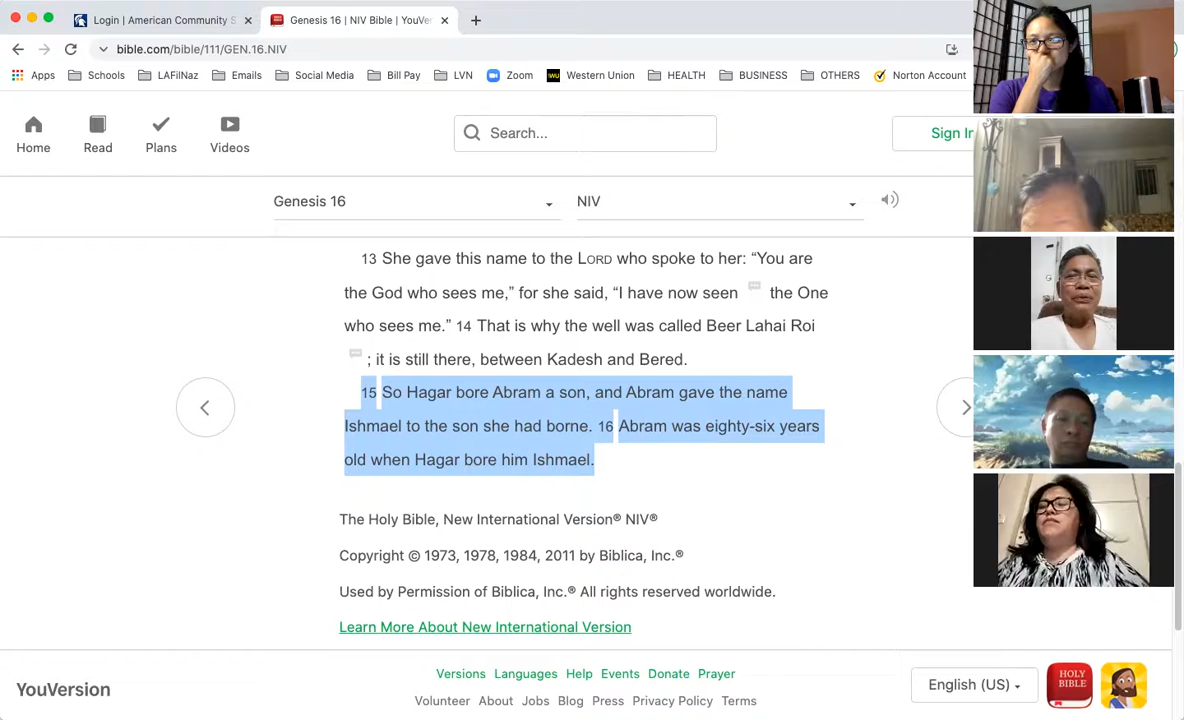 Login | American Community S
Genesis 16 | NIV Bible | YouVer
bible.com/bible/111/GEN.16.NIV
Apps Schools LAFilNaz Emails Social Media Bill Pay LVN Zoom WU Western Union HEALTH BUSINESS OTHERS Norton Account
Home Read Plans Videos
Search...
Sign In
Genesis 16
NIV
13 She gave this name to the LORD who spoke to her: “You are
the God who sees me,” for she said, “I have now seen the One
who sees me.” 14 That is why the well was called Beer Lahai Roi
; it is still there, between Kadesh and Bered.
15 So Hagar bore Abram a son, and Abram gave the name
Ishmael to the son she had borne. 16 Abram was eighty-six years
old when Hagar bore him Ishmael.
The Holy Bible, New International Version® NIV®
Copyright © 1973, 1978, 1984, 2011 by Biblica, Inc.®
Used by Permission of Biblica, Inc.® All rights reserved worldwide.
Learn More About New International Version
YouVersion
Versions Languages Help Events Donate Prayer
Volunteer About Jobs Blog Press Privacy Policy Terms
English (US)
HOLY
BIBLE